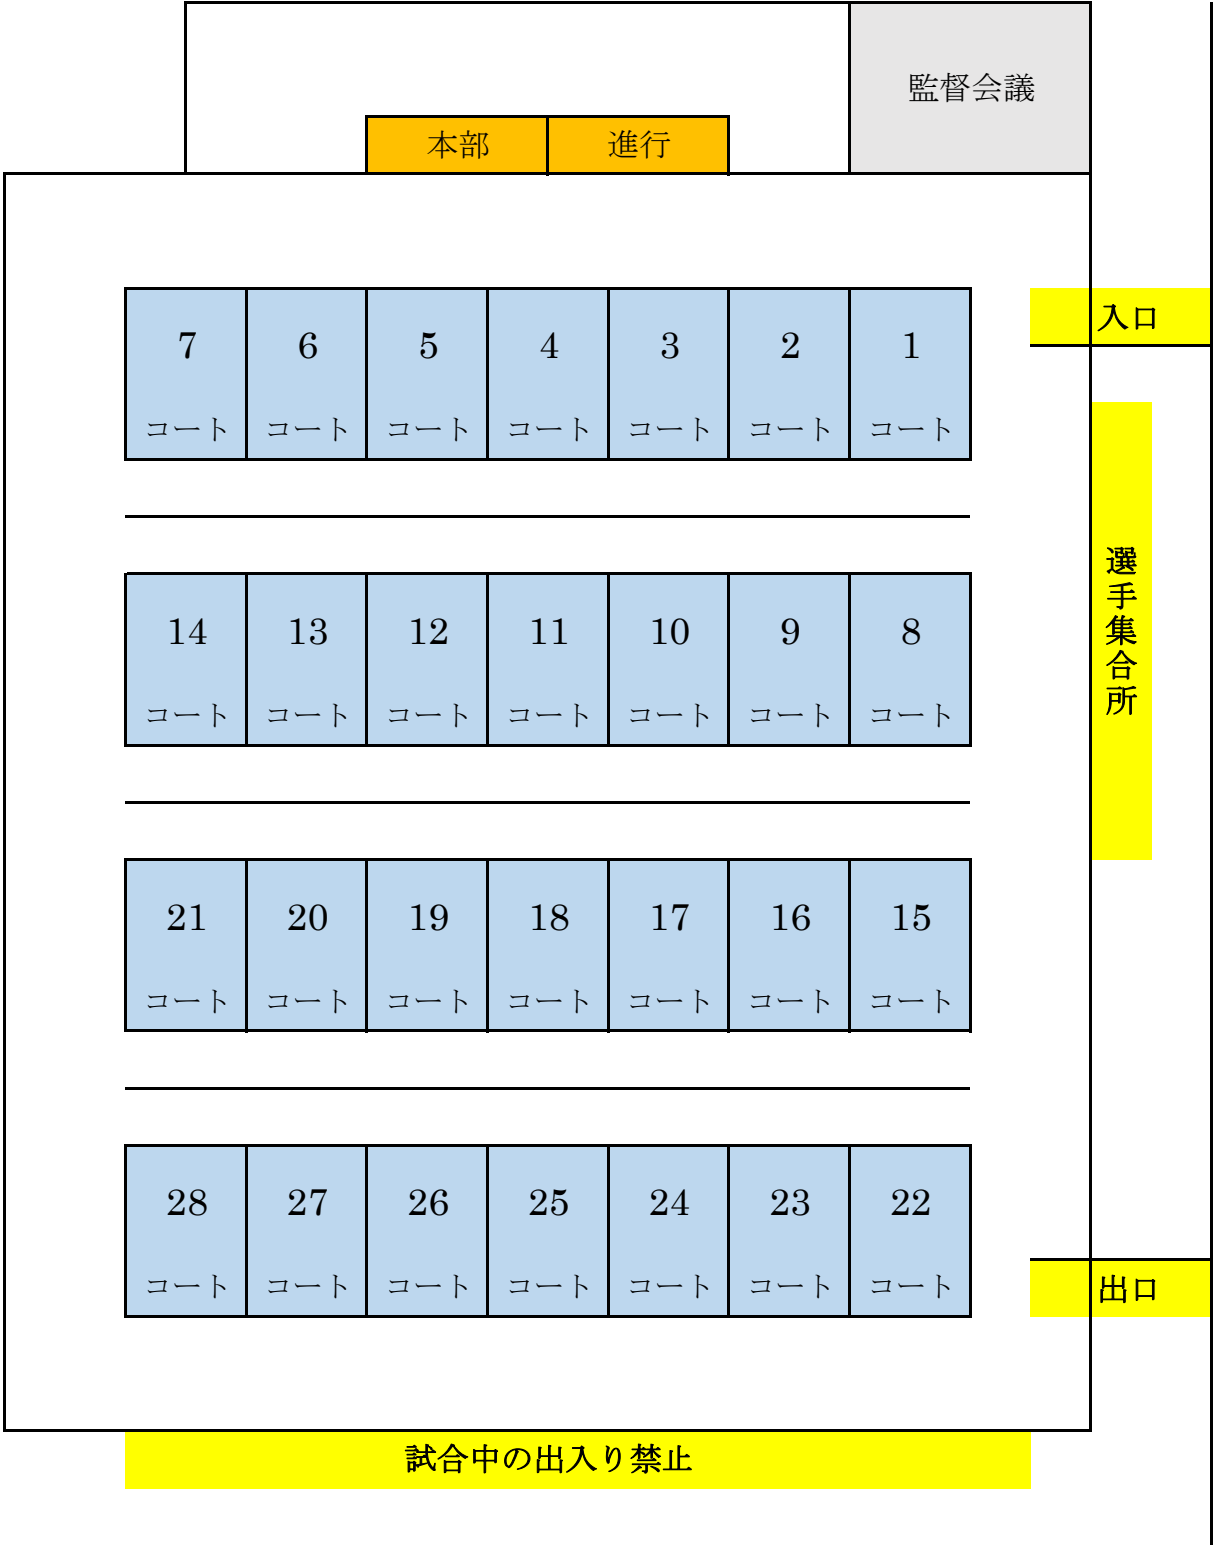 監督会議
本部 進行
入口
7 6 5 4 3 2 1
コート コート コート コート コート コート コート
選手集合所
14 13 12 11 10 9 8
コート コート コート コート コート コート コート
21 20 19 18 17 16 15
コート コート コート コート コート コート コート
28 27 26 25 24 23 22
コート コート コート コート コート コート コート
出口
試合中の出入り禁止